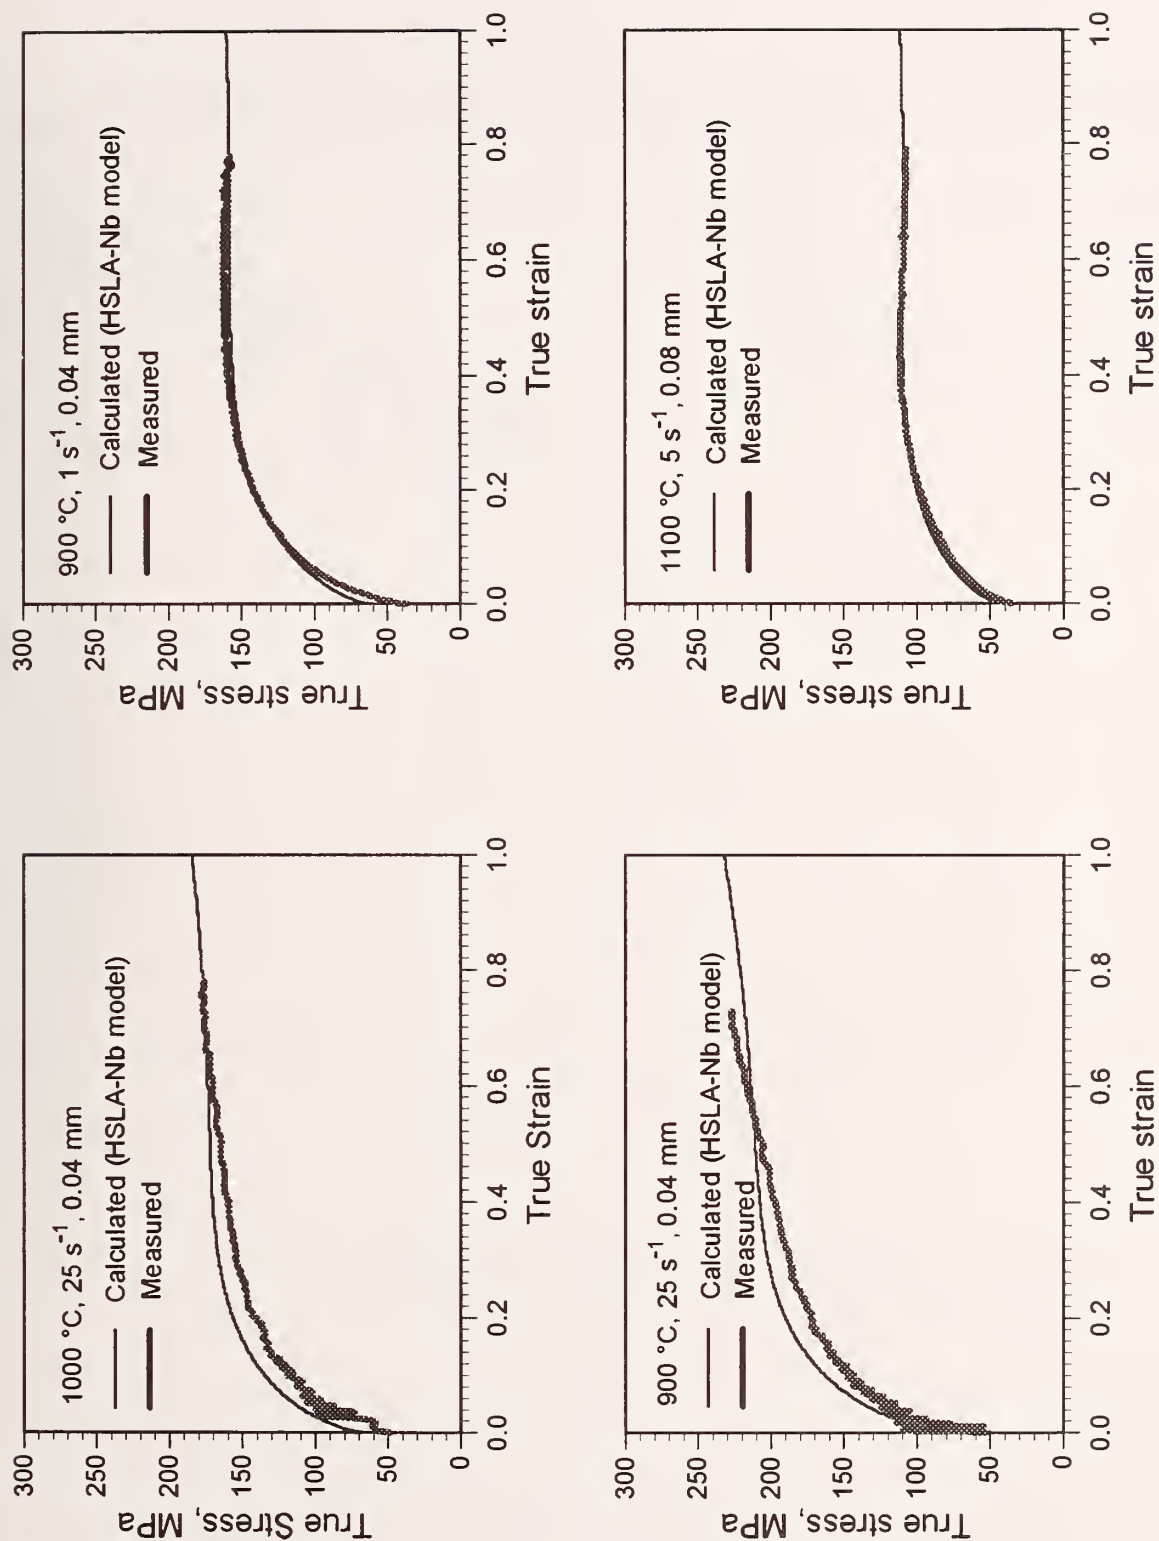 True Stress, MPa
300
250
200
150
100
50
0
1000 °C, 25 s⁻¹, 0.04 mm
Calculated (HSLA-Nb model)
Measured
0.0 0.2 0.4 0.6 0.8 1.0
True Strain
True stress, MPa
300
250
200
150
100
50
0
900 °C, 1 s⁻¹, 0.04 mm
Calculated (HSLA-Nb model)
Measured
0.0 0.2 0.4 0.6 0.8 1.0
True strain
True stress, MPa
300
250
200
150
100
50
0
900 °C, 25 s⁻¹, 0.04 mm
Calculated (HSLA-Nb model)
Measured
0.0 0.2 0.4 0.6 0.8 1.0
True strain
True stress, MPa
300
250
200
150
100
50
0
1100 °C, 5 s⁻¹, 0.08 mm
Calculated (HSLA-Nb model)
Measured
0.0 0.2 0.4 0.6 0.8 1.0
True strain